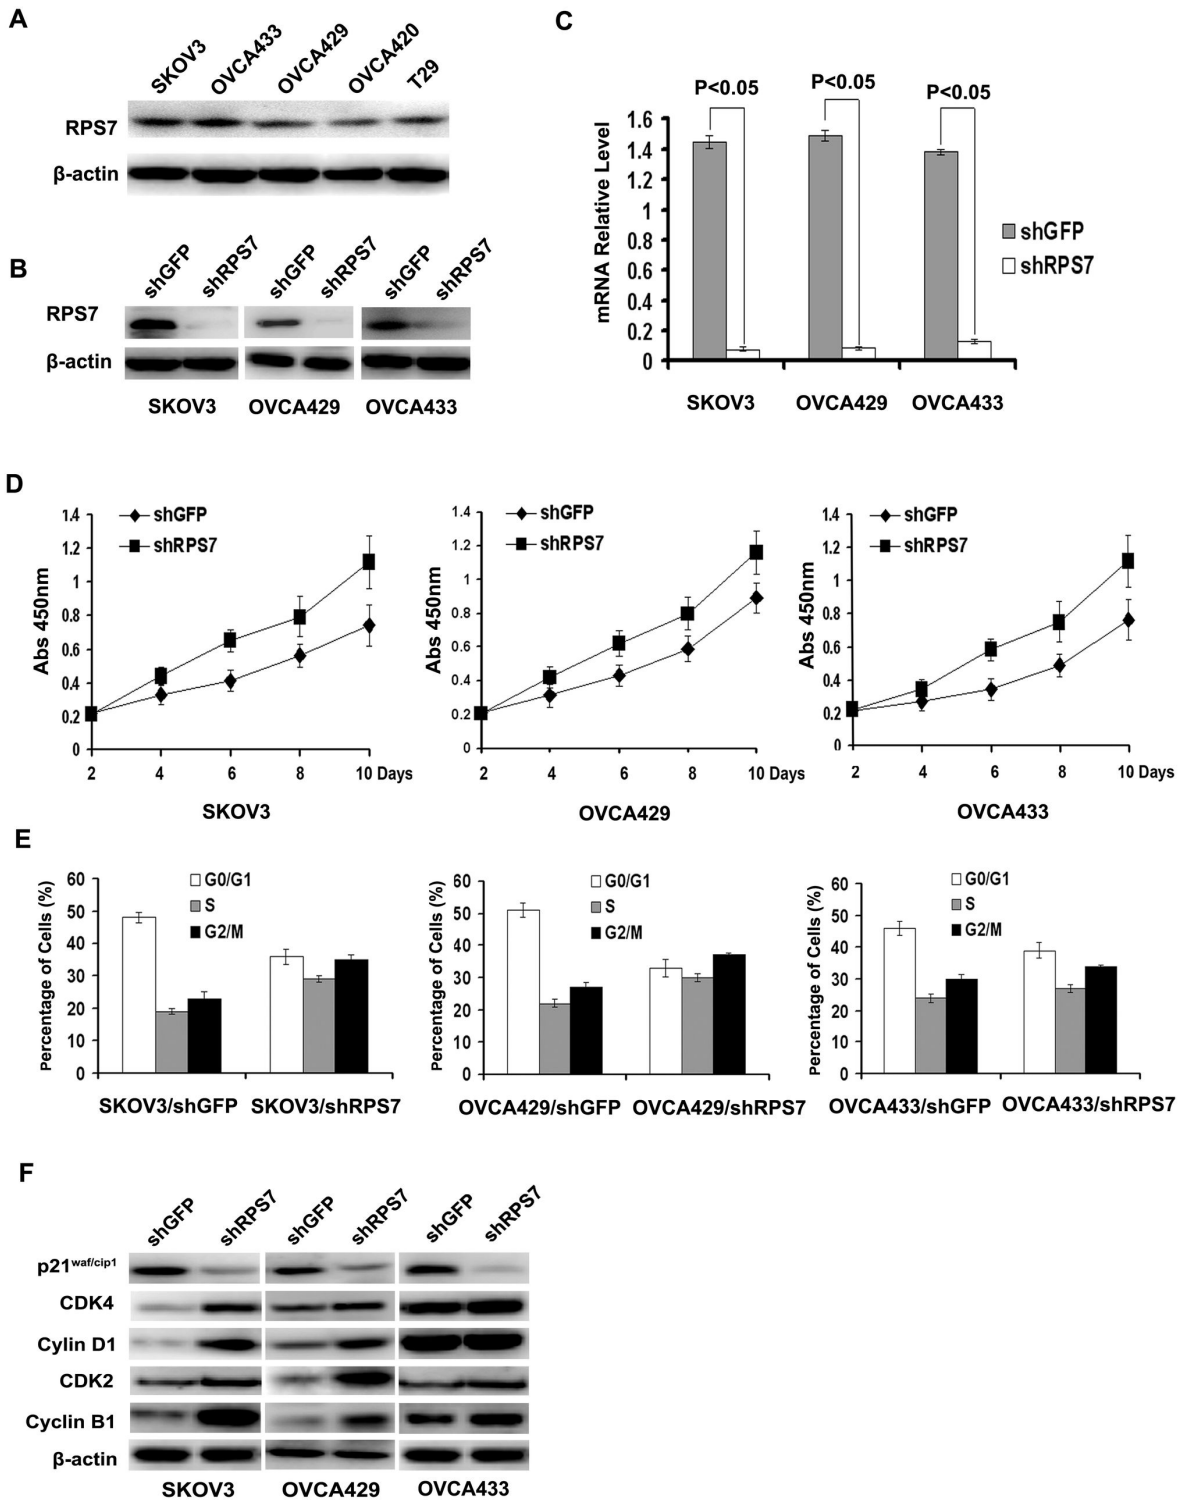 A
SKOV3 OVCA433 OVCA429 OVCA420 T29
RPS7
β-actin
B
shGFP shRPS7 shGFP shRPS7 shGFP shRPS7
RPS7
β-actin
SKOV3 OVCA429 OVCA433
C
P<0.05 P<0.05 P<0.05
mRNA Relative Level
1.6
1.4
1.2
1
0.8
0.6
0.4
0.2
0
shGFP
shRPS7
SKOV3 OVCA429 OVCA433
D
Abs 450nm
1.4
1.2
1
0.8
0.6
0.4
0.2
0
shGFP
shRPS7
2 4 6 8 10 Days
SKOV3
Abs 450nm
1.4
1.2
1
0.8
0.6
0.4
0.2
0
shGFP
shRPS7
2 4 6 8 10 Days
OVCA429
Abs 450nm
1.4
1.2
1
0.8
0.6
0.4
0.2
0
shGFP
shRPS7
2 4 6 8 10 Days
OVCA433
E
Percentage of Cells (%)
60
50
40
30
20
10
0
G0/G1
S
G2/M
SKOV3/shGFP SKOV3/shRPS7
Percentage of Cells (%)
60
50
40
30
20
10
0
G0/G1
S
G2/M
OVCA429/shGFP OVCA429/shRPS7
Percentage of Cells (%)
60
50
40
30
20
10
0
G0/G1
S
G2/M
OVCA433/shGFP OVCA433/shRPS7
F
shGFP shRPS7 shGFP shRPS7 shGFP shRPS7
p21waf/cip1
CDK4
Cylin D1
CDK2
Cyclin B1
β-actin
SKOV3 OVCA429 OVCA433